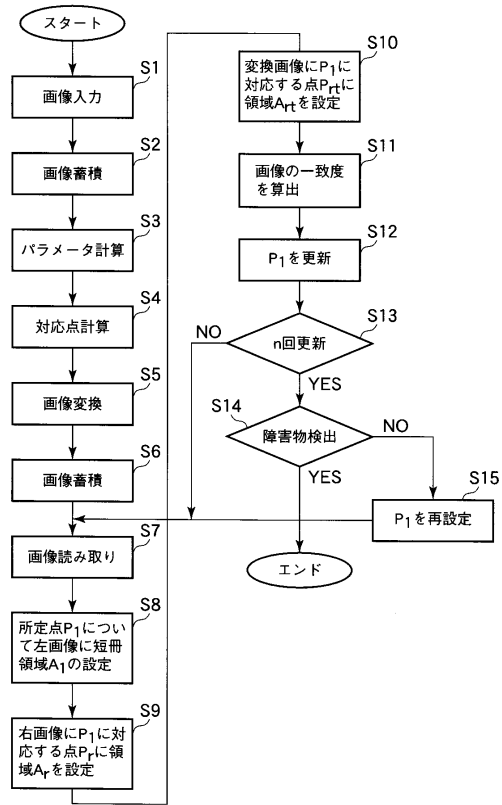 スタート
S1
画像入力
S2
画像蓄積
S3
パラメータ計算
S4
対応点計算
S5
画像変換
S6
画像蓄積
S7
画像読み取り
S8
所定点P1について
左画像に短冊
領域A1の設定
S9
右画像にP1に対
応する点Prに領
域Arを設定
S10
変換画像にP1に
対応する点Prtに
領域Artを設定
S11
画像の一致度
を算出
S12
P1を更新
S13
n回更新
NO
YES
S14
障害物検出
NO
YES
S15
P1を再設定
エンド